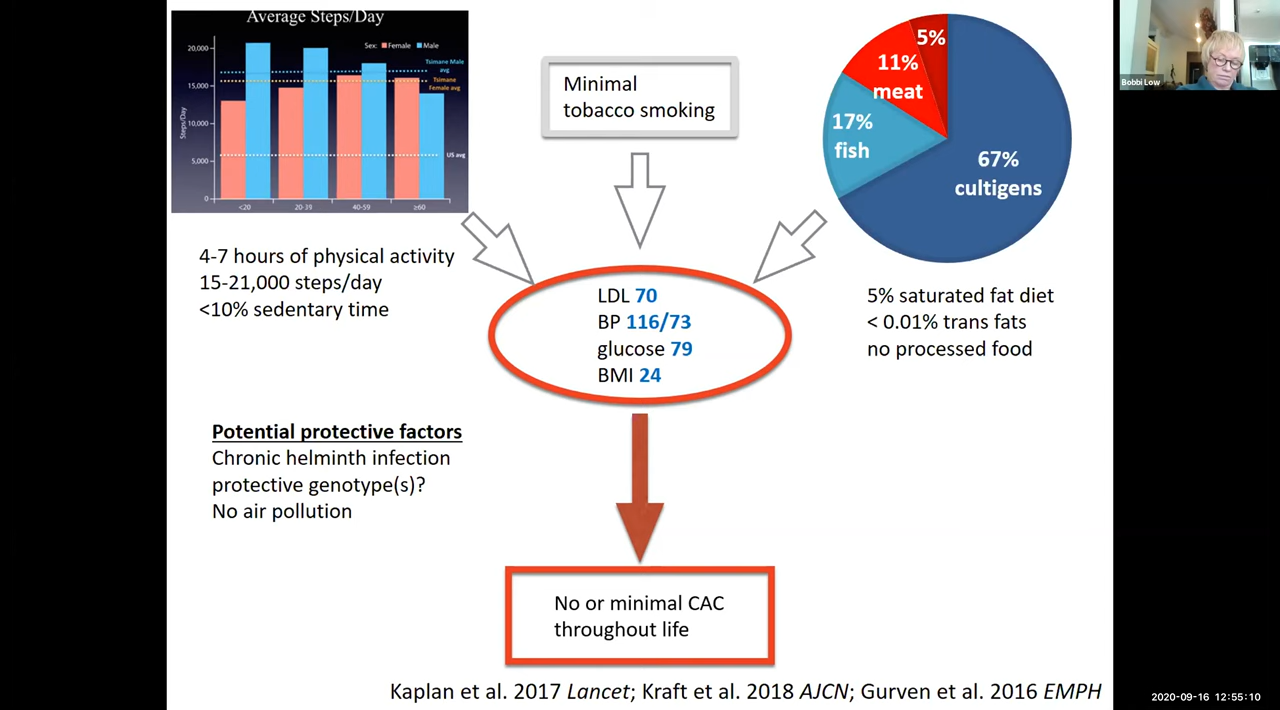 Average Steps/Day
Sex: Female Male
20,000
15,000
10,000
5,000
0
Steps/Day
Tsimane Male
avg
Tsimane
Female avg
US avg
<20
20-39
40-59
≥60
4-7 hours of physical activity
15-21,000 steps/day
<10% sedentary time
Minimal
tobacco smoking
5%
11%
meat
17%
fish
67%
cultigens
5% saturated fat diet
< 0.01% trans fats
no processed food
LDL 70
BP 116/73
glucose 79
BMI 24
Potential protective factors
Chronic helminth infection
protective genotype(s)?
No air pollution
No or minimal CAC
throughout life
Kaplan et al. 2017 Lancet; Kraft et al. 2018 AJCN; Gurven et al. 2016 EMPH
Bobbi Low
2020-09-16 12:55:10